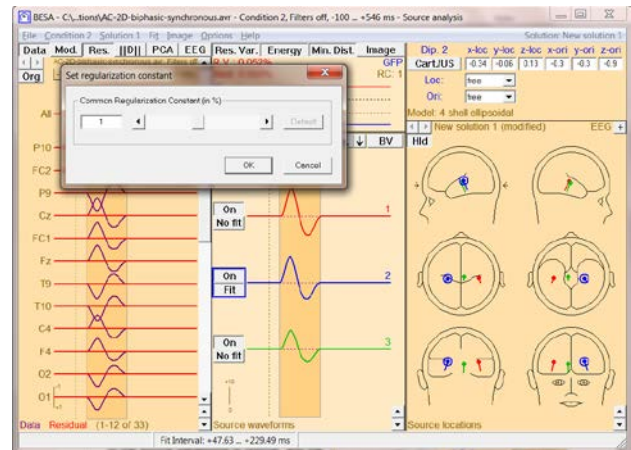 BESA - C:\..tions\AC-2D-biphasic-synchronous.avr - Condition 2, Filters off, -100 .. +546 ms - Source analysis
File Condition 2 Solution 1 Fit Image Options Help
Solution: New solution 1
Data Mod. Res. ||D|| PCA EEG Res. Var. Energy Min. Dist. Image
Dip. 2 x-loc y-loc z-loc x-ori y-ori z-ori
Org
GFP
RC: 1
Cart./US -0.34 -0.06 0.13 -0.3 -0.3 -0.9
Loc: free
Ori: free
Model: 4 shell ellipsoidal
New solution 1 (modified) EEG +
Hld
BV
Set regularization constant
Common Regularization Constant (in %)
1
Default
OK Cancel
All
P10
FC2
P9
Cz
FC1
Fz
T9
T10
C4
F4
O2
O1
On
No fit
1
On
Fit
2
On
No fit
3
Data Residual (1-12 of 33)
Source waveforms
Source locations
Fit Interval: +47.63 .. +229.49 ms